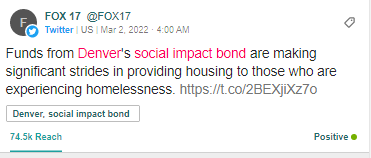 FOX 17 @FOX17
F
Twitter | US | Mar 2, 2022 · 4:00 AM
Funds from Denver's social impact bond are making
significant strides in providing housing to those who are
experiencing homelessness. https://t.co/2BEXjiXz7o
Denver, social impact bond
74.5k Reach
Positive